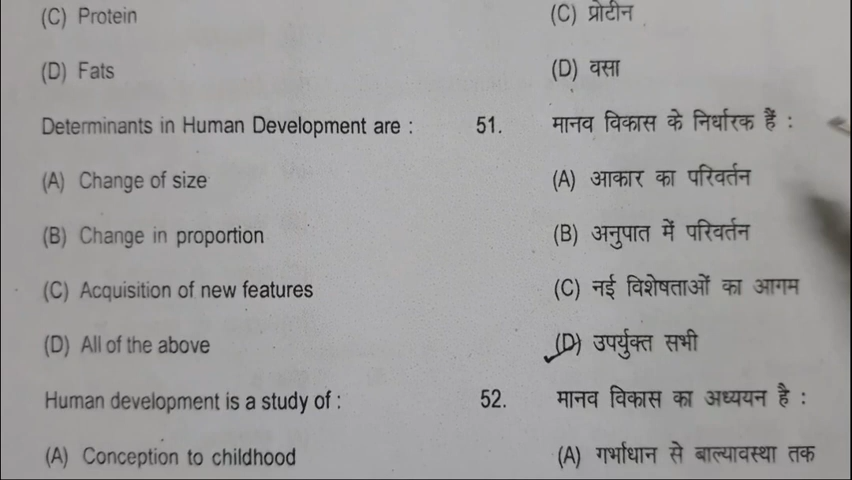 (C) Protein
(C) प्रोटीन
(D) Fats
(D) वसा
Determinants in Human Development are :
51. मानव विकास के निर्धारक हैं :
(A) Change of size
(A) आकार का परिवर्तन
(B) Change in proportion
(B) अनुपात में परिवर्तन
(C) Acquisition of new features
(C) नई विशेषताओं का आगम
(D) All of the above
(D) उपर्युक्त सभी
Human development is a study of :
52. मानव विकास का अध्ययन है :
(A) Conception to childhood
(A) गर्भाधान से बाल्यावस्था तक